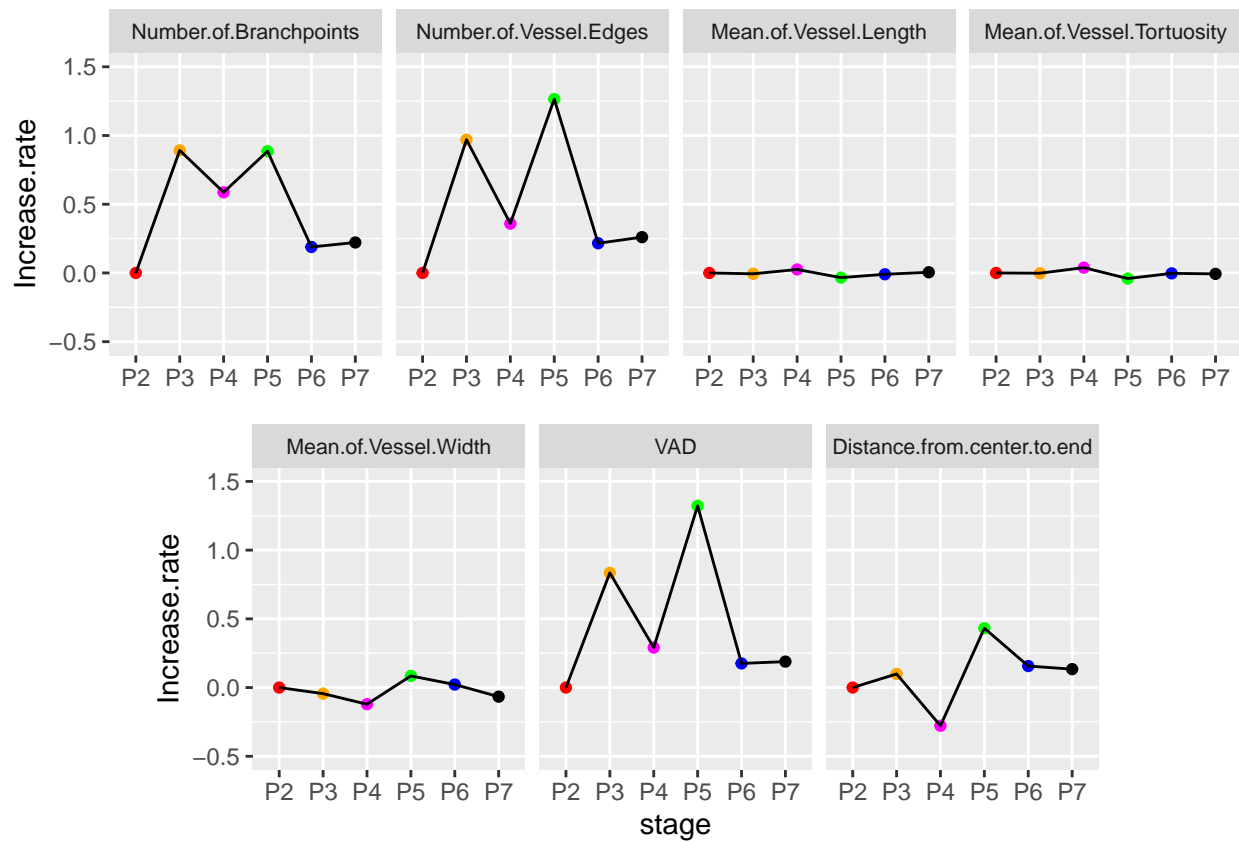 Number.of.Branchpoints Number.of.Vessel.Edges Mean.of.Vessel.Length Mean.of.Vessel.Tortuosity
Increase.rate
1.5
1.0
0.5
0.0
−0.5
P2 P3 P4 P5 P6 P7 P2 P3 P4 P5 P6 P7 P2 P3 P4 P5 P6 P7 P2 P3 P4 P5 P6 P7
Mean.of.Vessel.Width VAD Distance.from.center.to.end
Increase.rate
1.5
1.0
0.5
0.0
−0.5
P2 P3 P4 P5 P6 P7 P2 P3 P4 P5 P6 P7 P2 P3 P4 P5 P6 P7
stage